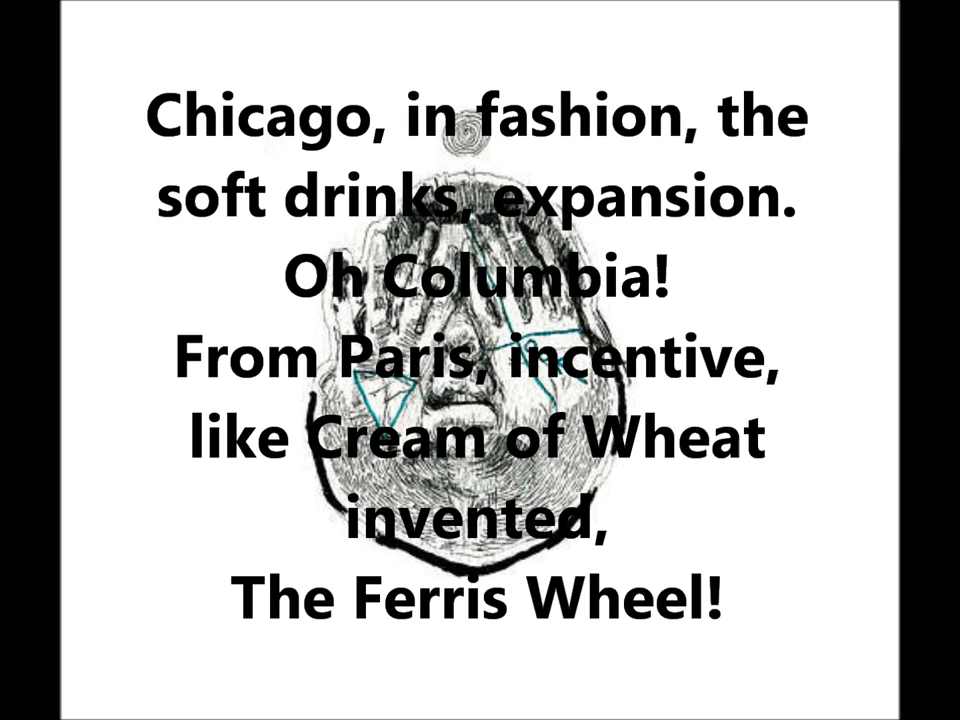 Chicago, in fashion, the
soft drinks, expansion.
Oh Columbia!
From Paris, incentive,
like Cream of Wheat
invented,
The Ferris Wheel!